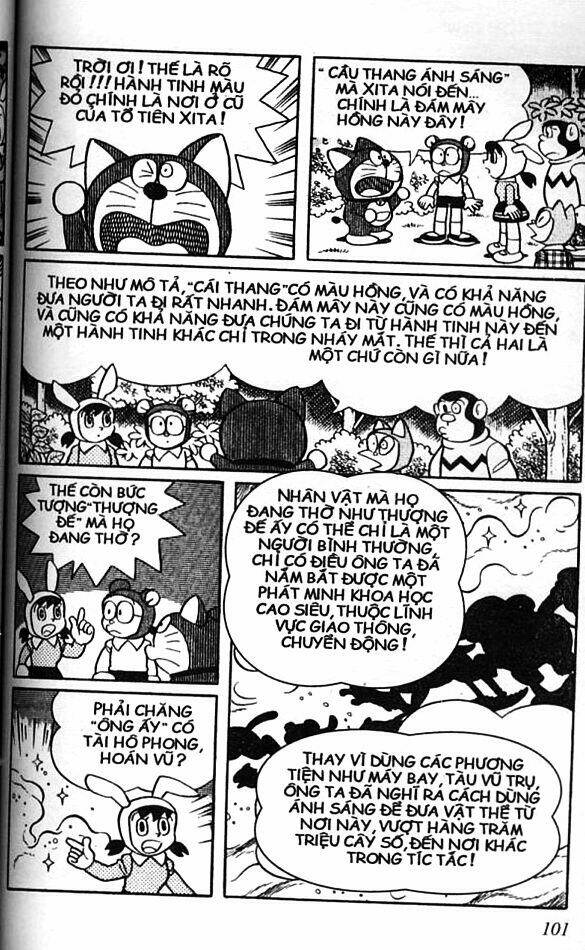 TRỜI ƠI! THẾ LÀ RÕ
RỒI!!! HÀNH TINH MÀU
ĐỎ CHÍNH LÀ NƠI Ở CŨ
CỦA TỔ TIÊN XITA!
"CẦU THANG ÁNH SÁNG"
MÀ XITA NÓI ĐẾN...
CHÍNH LÀ ĐÁM MÂY
HỒNG NÀY ĐÂY!
THEO NHƯ MÔ TẢ, "CÁI THANG" CÓ MÀU HỒNG, VÀ CÓ KHẢ NĂNG
ĐƯA NGƯỜI TA ĐI RẤT NHANH. ĐÁM MÂY NÀY CŨNG CÓ MÀU HỒNG,
VÀ CŨNG CÓ KHẢ NĂNG ĐƯA CHÚNG TA ĐI TỪ HÀNH TINH NÀY ĐẾN
MỘT HÀNH TINH KHÁC CHỈ TRONG NHÁY MẮT. THẾ THÌ CẢ HAI LÀ
MỘT CHỨ CÒN GÌ NỮA!
THẾ CÒN BỨC
TƯỢNG "THƯỢNG
ĐẾ" MÀ HỌ
ĐANG THỜ?
NHÂN VẬT MÀ HỌ
ĐANG THỜ NHƯ THƯỢNG
ĐẾ ẤY CÓ THỂ CHỈ LÀ MỘT
NGƯỜI BÌNH THƯỜNG,
CHỈ CÓ ĐIỀU ÔNG TA ĐÃ
NẮM BẮT ĐƯỢC MỘT
PHÁT MINH KHOA HỌC
CAO SIÊU, THUỘC LĨNH
VỰC GIAO THÔNG,
CHUYỂN ĐỘNG!
PHẢI CHĂNG
"ÔNG ẤY" CÓ
TÀI HÔ PHONG,
HOÁN VŨ?
THAY VÌ DÙNG CÁC PHƯƠNG
TIỆN NHƯ MÁY BAY, TÀU VŨ TRỤ,
ÔNG TA ĐÃ NGHĨ RA CÁCH DÙNG
ÁNH SÁNG ĐỂ ĐƯA VẬT THỂ TỪ
NƠI NÀY, VƯỢT HÀNG TRĂM
TRIỆU CÂY SỐ, ĐẾN NƠI KHÁC
TRONG TÍC TẮC!
101